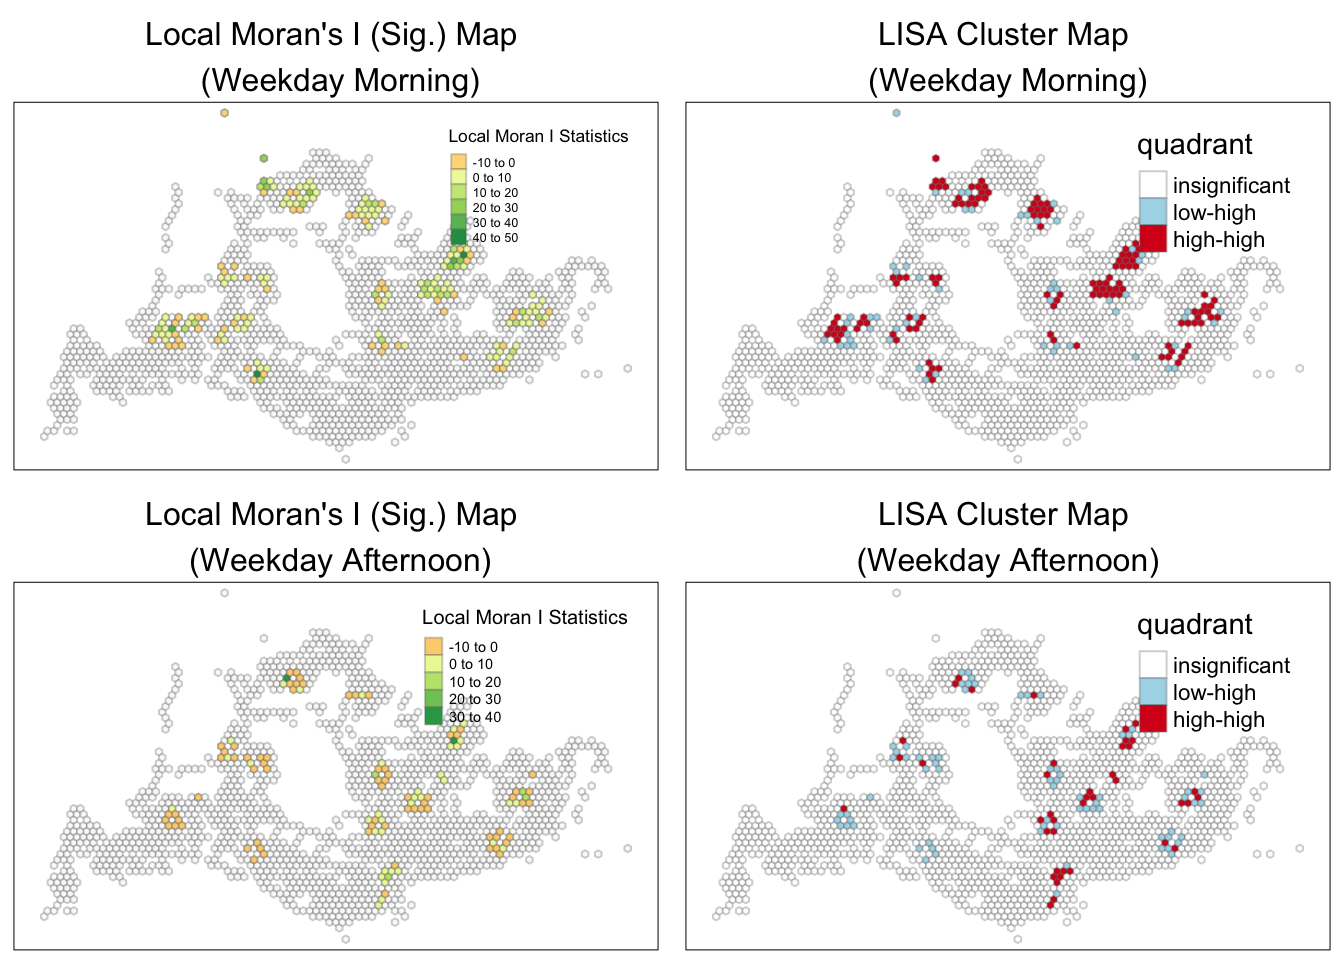 Local Moran's I (Sig.) Map
(Weekday Morning)
Local Moran I Statistics
-10 to 0
0 to 10
10 to 20
20 to 30
30 to 40
40 to 50
LISA Cluster Map
(Weekday Morning)
quadrant
insignificant
low-high
high-high
Local Moran's I (Sig.) Map
(Weekday Afternoon)
Local Moran I Statistics
-10 to 0
0 to 10
10 to 20
20 to 30
30 to 40
LISA Cluster Map
(Weekday Afternoon)
quadrant
insignificant
low-high
high-high